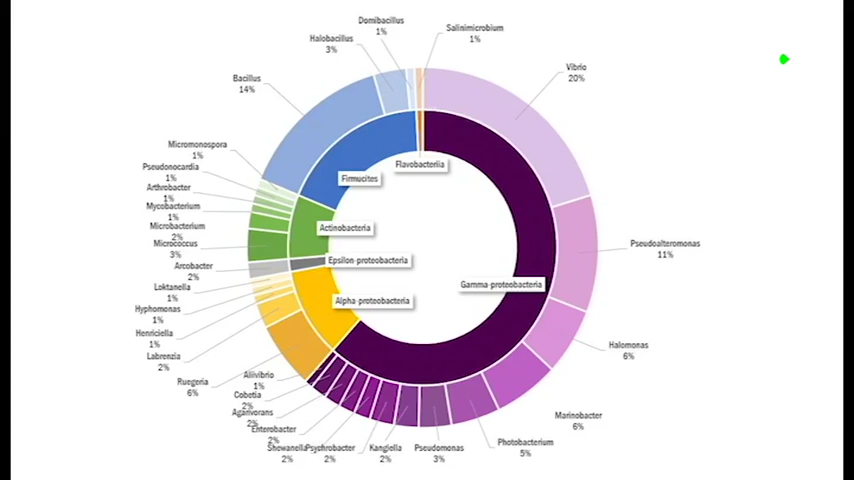 Domibacillus
1%
Salinimicrobium
1%
Halobacillus
3%
Vibrio
20%
Bacillus
14%
Micromonospora
1%
Pseudonocardia
1%
Arthrobacter
1%
Mycobacterium
1%
Microbacterium
2%
Micrococcus
3%
Arcobacter
2%
Loktanella
1%
Hyphomonas
1%
Henriciella
1%
Labrenzia
2%
Ruegeria
6%
Aliivibrio
1%
Cobetia
2%
Agarivorans
2%
Enterobacter
2%
Shewanella
2%
Psychrobacter
2%
Kangiella
2%
Pseudomonas
3%
Photobacterium
5%
Marinobacter
6%
Halomonas
6%
Pseudoalteromonas
11%
Flavobacteriia
Firmucites
Actinobacteria
Epsilon-proteobacteria
Gamma-proteobacteria
Alpha-proteobacteria